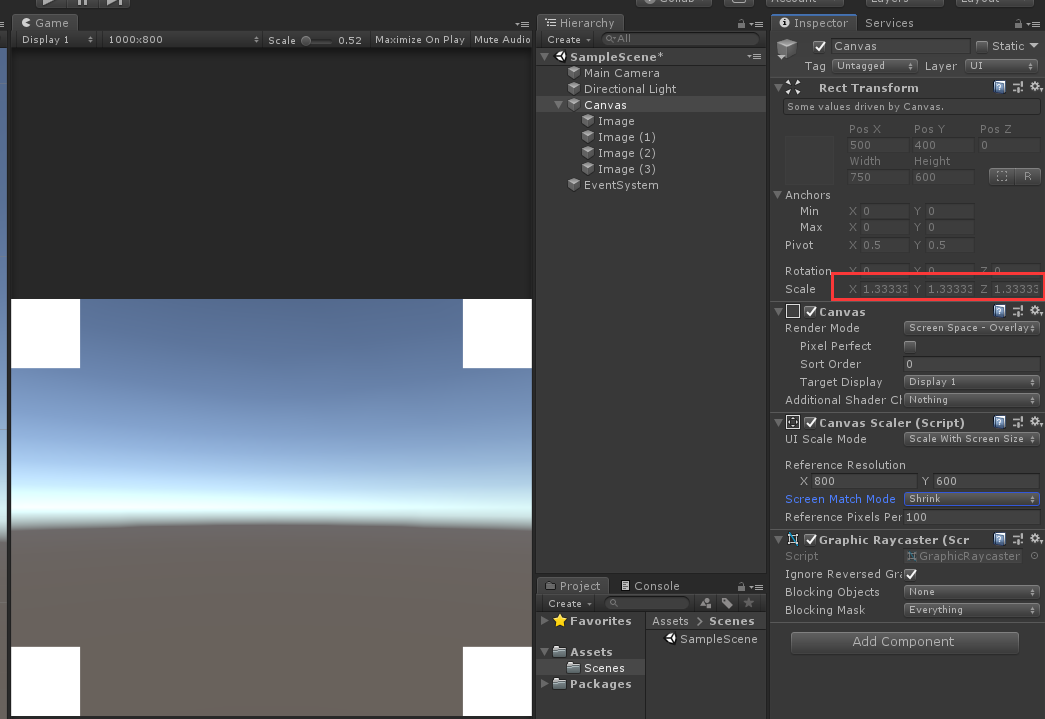 Game
Display 1
1000x800
Scale
0.52
Maximize On Play
Mute Audio
Hierarchy
Create
All
SampleScene*
Main Camera
Directional Light
Canvas
Image
Image (1)
Image (2)
Image (3)
EventSystem
Project
Console
Create
Favorites
Assets
Scenes
Packages
Assets > Scenes
SampleScene
Inspector
Services
Canvas
Static
Tag Untagged
Layer UI
Rect Transform
Some values driven by Canvas.
Pos X Pos Y Pos Z
500 400 0
Width Height
750 600
R
Anchors
Min X 0 Y 0
Max X 0 Y 0
Pivot X 0.5 Y 0.5
Rotation X 0 Y 0 Z 0
Scale X 1.33333 Y 1.33333 Z 1.33333
Canvas
Render Mode Screen Space - Overlay
Pixel Perfect
Sort Order 0
Target Display Display 1
Additional Shader Ch Nothing
Canvas Scaler (Script)
UI Scale Mode Scale With Screen Size
Reference Resolution
X 800 Y 600
Screen Match Mode Shrink
Reference Pixels Per 100
Graphic Raycaster (Scr
Script GraphicRaycaster
Ignore Reversed Gra
Blocking Objects None
Blocking Mask Everything
Add Component